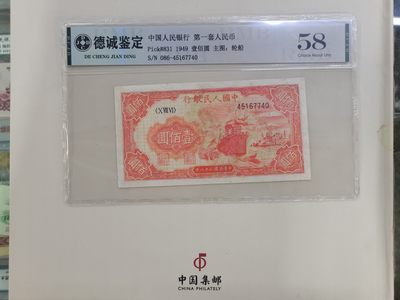 德诚鉴定
DE CHENG JIAN DING
中国人民银行 第一套人民币
Pick#831 1949 壹佰圆 主图：轮船
S/N 086-45167740
58
行銀民人國中
45167740
圓佰壹
中国集邮
CHINA PHILATELY